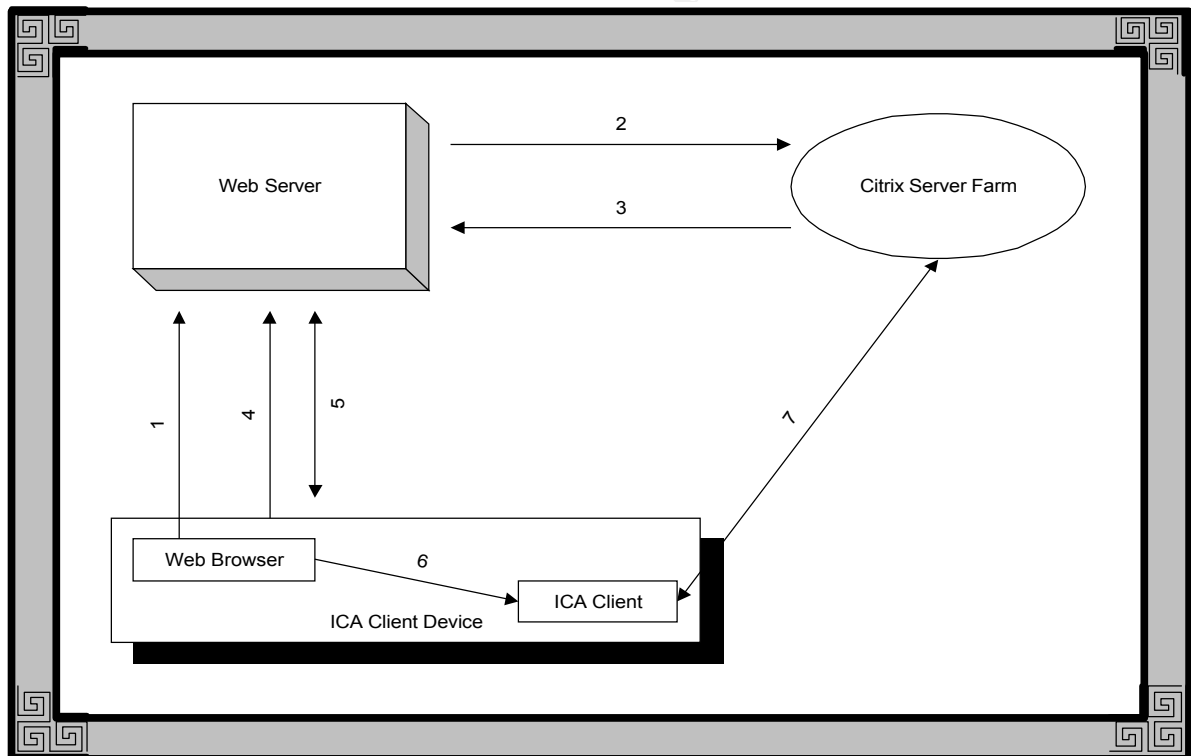 2
Web Server
Citrix Server Farm
3
1
4
5
7
Web Browser
6
ICA Client
ICA Client Device